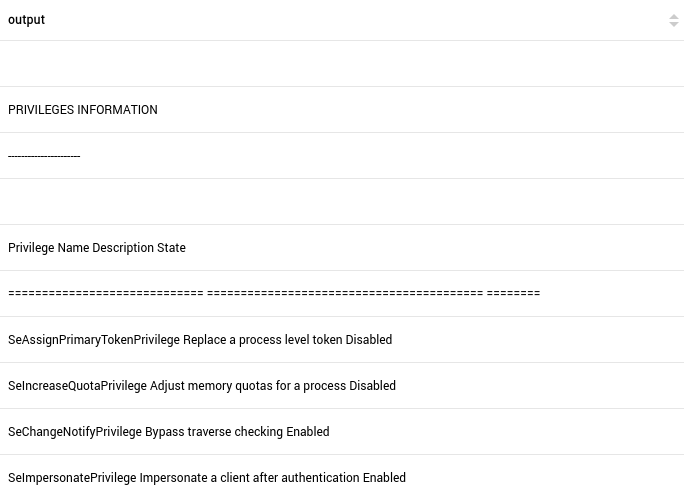 output
PRIVILEGES INFORMATION
----------------------
Privilege Name Description State
============================= ========================================= ========
SeAssignPrimaryTokenPrivilege Replace a process level token Disabled
SeIncreaseQuotaPrivilege Adjust memory quotas for a process Disabled
SeChangeNotifyPrivilege Bypass traverse checking Enabled
SeImpersonatePrivilege Impersonate a client after authentication Enabled